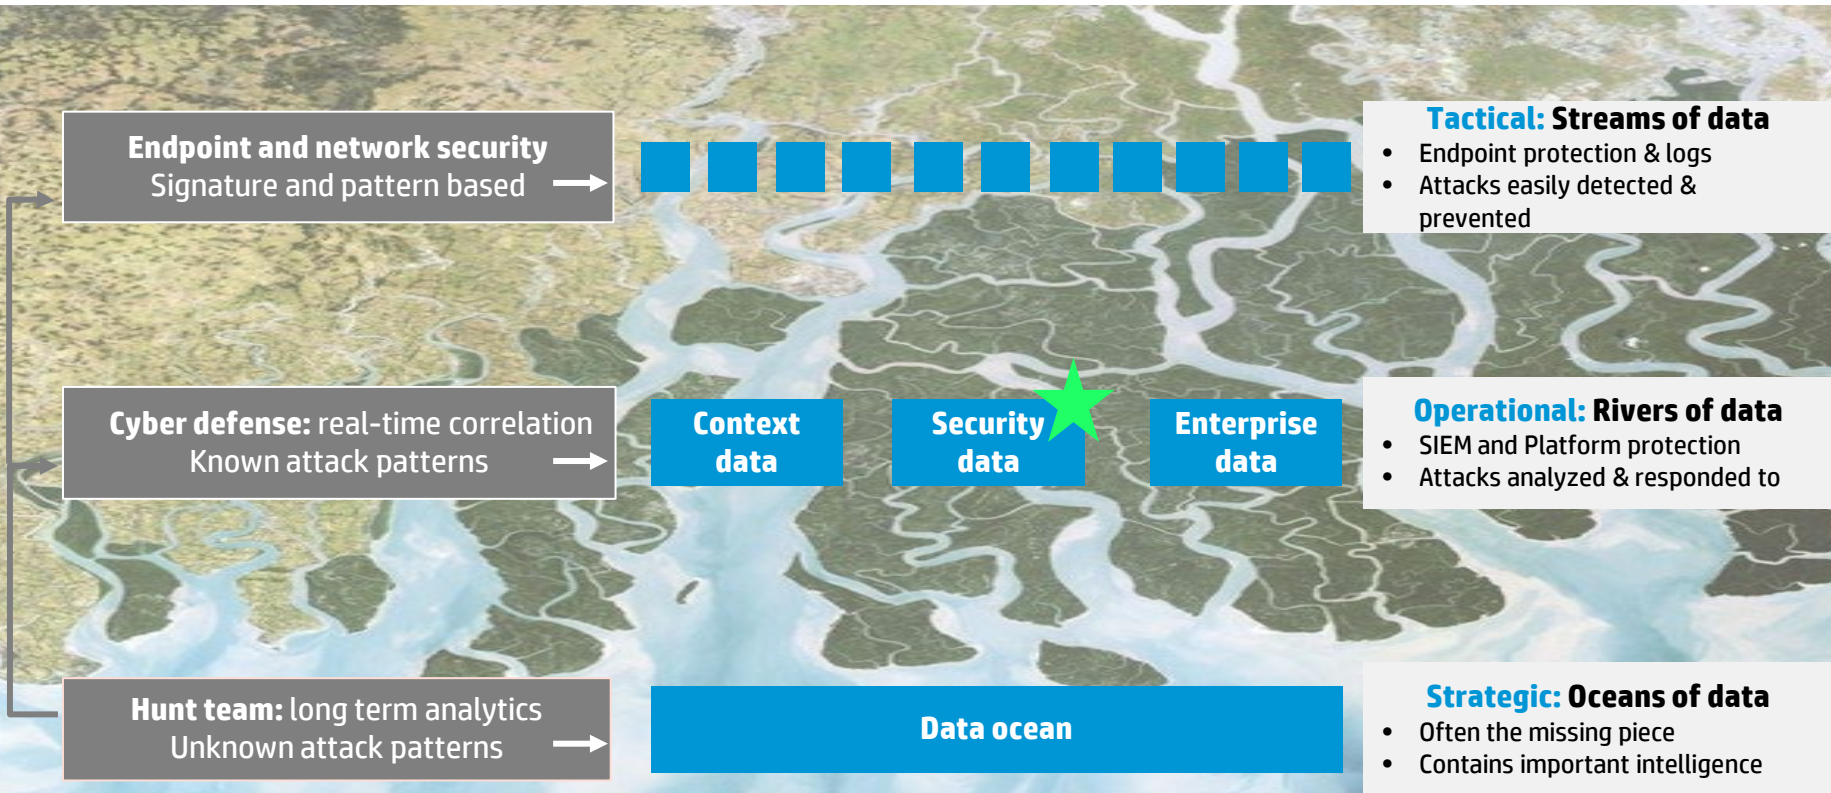 Endpoint and network security
Signature and pattern based
Tactical: Streams of data
• Endpoint protection & logs
• Attacks easily detected &
prevented
Cyber defense: real-time correlation
Known attack patterns
Context
data
Security
data
Enterprise
data
Operational: Rivers of data
• SIEM and Platform protection
• Attacks analyzed & responded to
Hunt team: long term analytics
Unknown attack patterns
Data ocean
Strategic: Oceans of data
• Often the missing piece
• Contains important intelligence